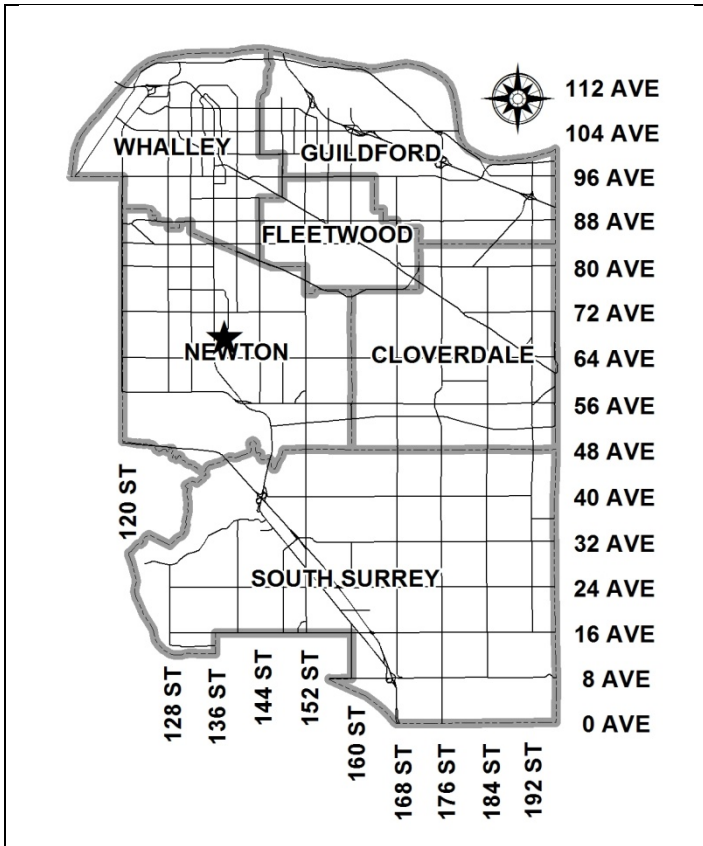 112 AVE
104 AVE
WHALLEY
GUILDFORD
96 AVE
88 AVE
FLEETWOOD
80 AVE
72 AVE
NEWTON
CLOVERDALE
64 AVE
56 AVE
48 AVE
120 ST
40 AVE
32 AVE
SOUTH SURREY
24 AVE
16 AVE
128 ST
136 ST
144 ST
152 ST
160 ST
8 AVE
0 AVE
168 ST
176 ST
184 ST
192 ST